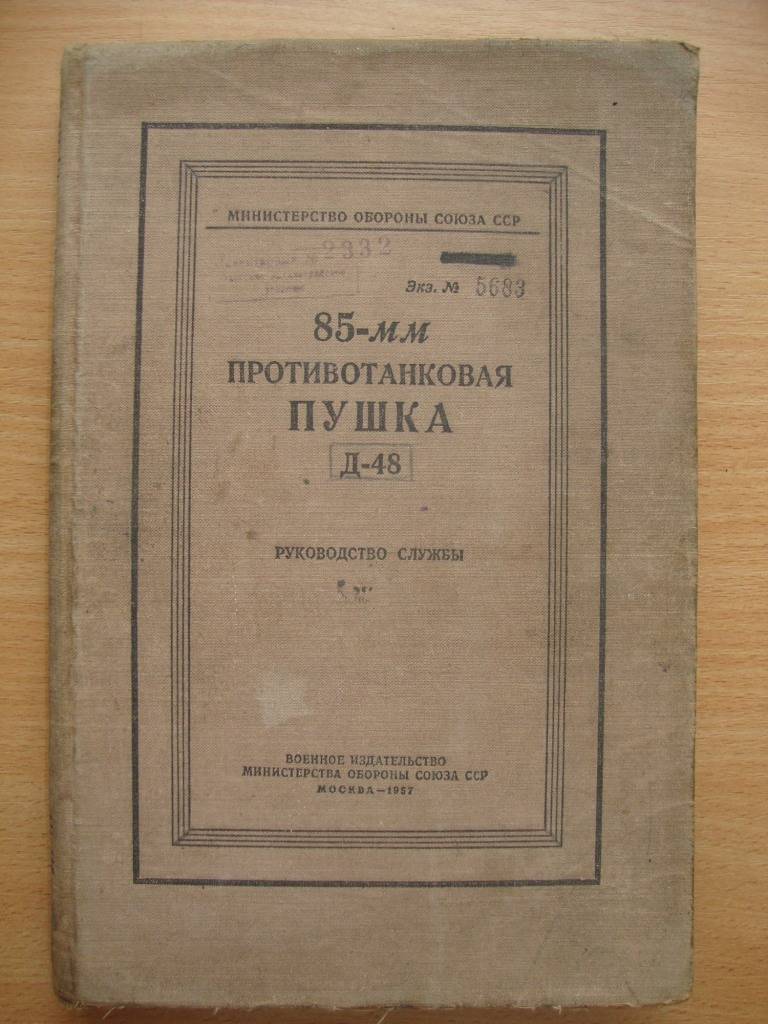 МИНИСТЕРСТВО ОБОРОНЫ СОЮЗА ССР
№ 2332
Экз. № 5683
85-мм
ПРОТИВОТАНКОВАЯ
ПУШКА
Д-48
РУКОВОДСТВО СЛУЖБЫ
ВОЕННОЕ ИЗДАТЕЛЬСТВО
МИНИСТЕРСТВА ОБОРОНЫ СОЮЗА ССР
МОСКВА—1957